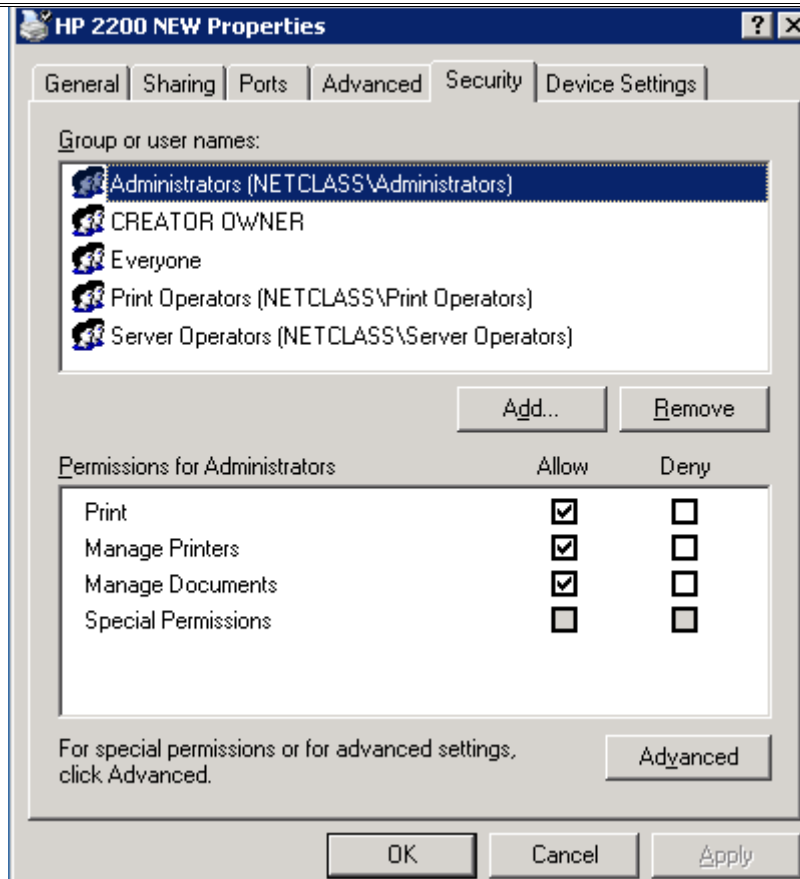 HP 2200 NEW Properties
General Sharing Ports Advanced Security Device Settings
Group or user names:
Administrators (NETCLASS\Administrators)
CREATOR OWNER
Everyone
Print Operators (NETCLASS\Print Operators)
Server Operators (NETCLASS\Server Operators)
Add... Remove
Permissions for Administrators Allow Deny
Print
Manage Printers
Manage Documents
Special Permissions
For special permissions or for advanced settings,
click Advanced.
Advanced
OK Cancel Apply